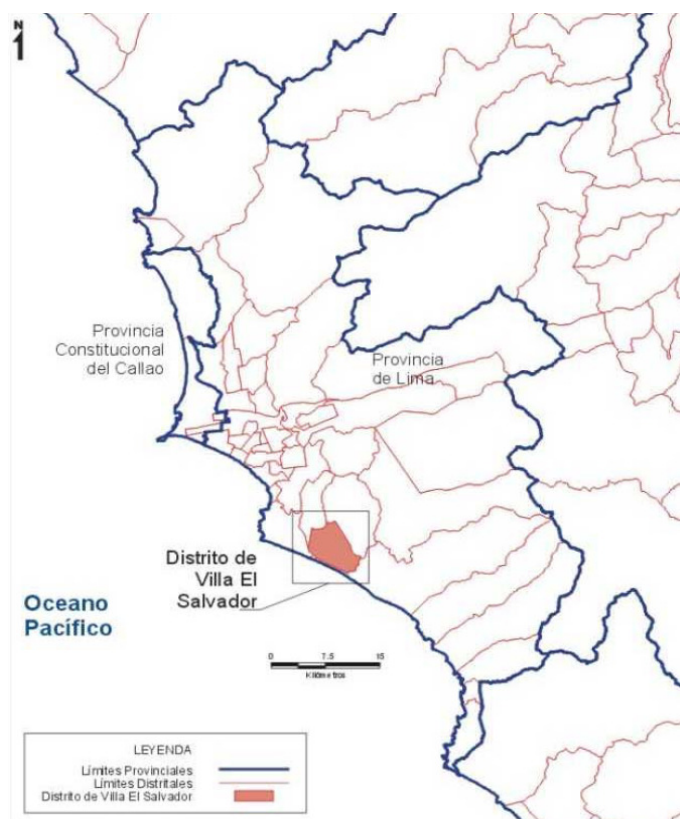 N
Provincia
Constitucional
del Callao
Provincia
de Lima
Distrito de
Villa El
Salvador
Oceano
Pacífico
0 7.5 15
Kilómetros
LEYENDA
Límites Provinciales
Límites Distritales
Distrito de Villa El Salvador